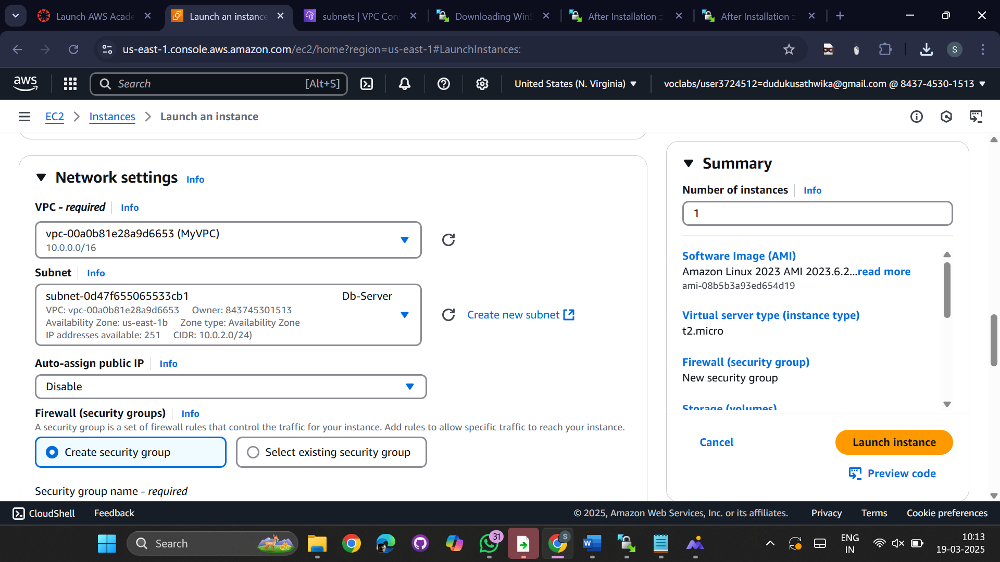 Launch AWS Acade
Launch an instance
subnets | VPC Con
Downloading WinS
After Installation ::
After Installation ::
us-east-1.console.aws.amazon.com/ec2/home?region=us-east-1#LaunchInstances:
S
aws
Search
[Alt+S]
United States (N. Virginia)
voclabs/user3724512=dudukusathwika@gmail.com @ 8437-4530-1513
EC2
Instances
Launch an instance
Network settings
Info
VPC - required
Info
vpc-00a0b81e28a9d6653 (MyVPC)
10.0.0.0/16
Subnet
Info
subnet-0d47f655065533cb1
Db-Server
VPC: vpc-00a0b81e28a9d6653 Owner: 843745301513
Availability Zone: us-east-1b Zone type: Availability Zone
IP addresses available: 251 CIDR: 10.0.2.0/24)
Create new subnet
Auto-assign public IP
Info
Disable
Firewall (security groups)
Info
A security group is a set of firewall rules that control the traffic for your instance. Add rules to allow specific traffic to reach your instance.
Create security group
Select existing security group
Security group name - required
Summary
Number of instances
Info
1
Software Image (AMI)
Amazon Linux 2023 AMI 2023.6.2...read more
ami-08b5b3a93ed654d19
Virtual server type (instance type)
t2.micro
Firewall (security group)
New security group
Storage (volumes)
Cancel
Launch instance
Preview code
CloudShell
Feedback
© 2025, Amazon Web Services, Inc. or its affiliates.
Privacy
Terms
Cookie preferences
Search
31
S
W
ENG
IN
10:13
19-03-2025